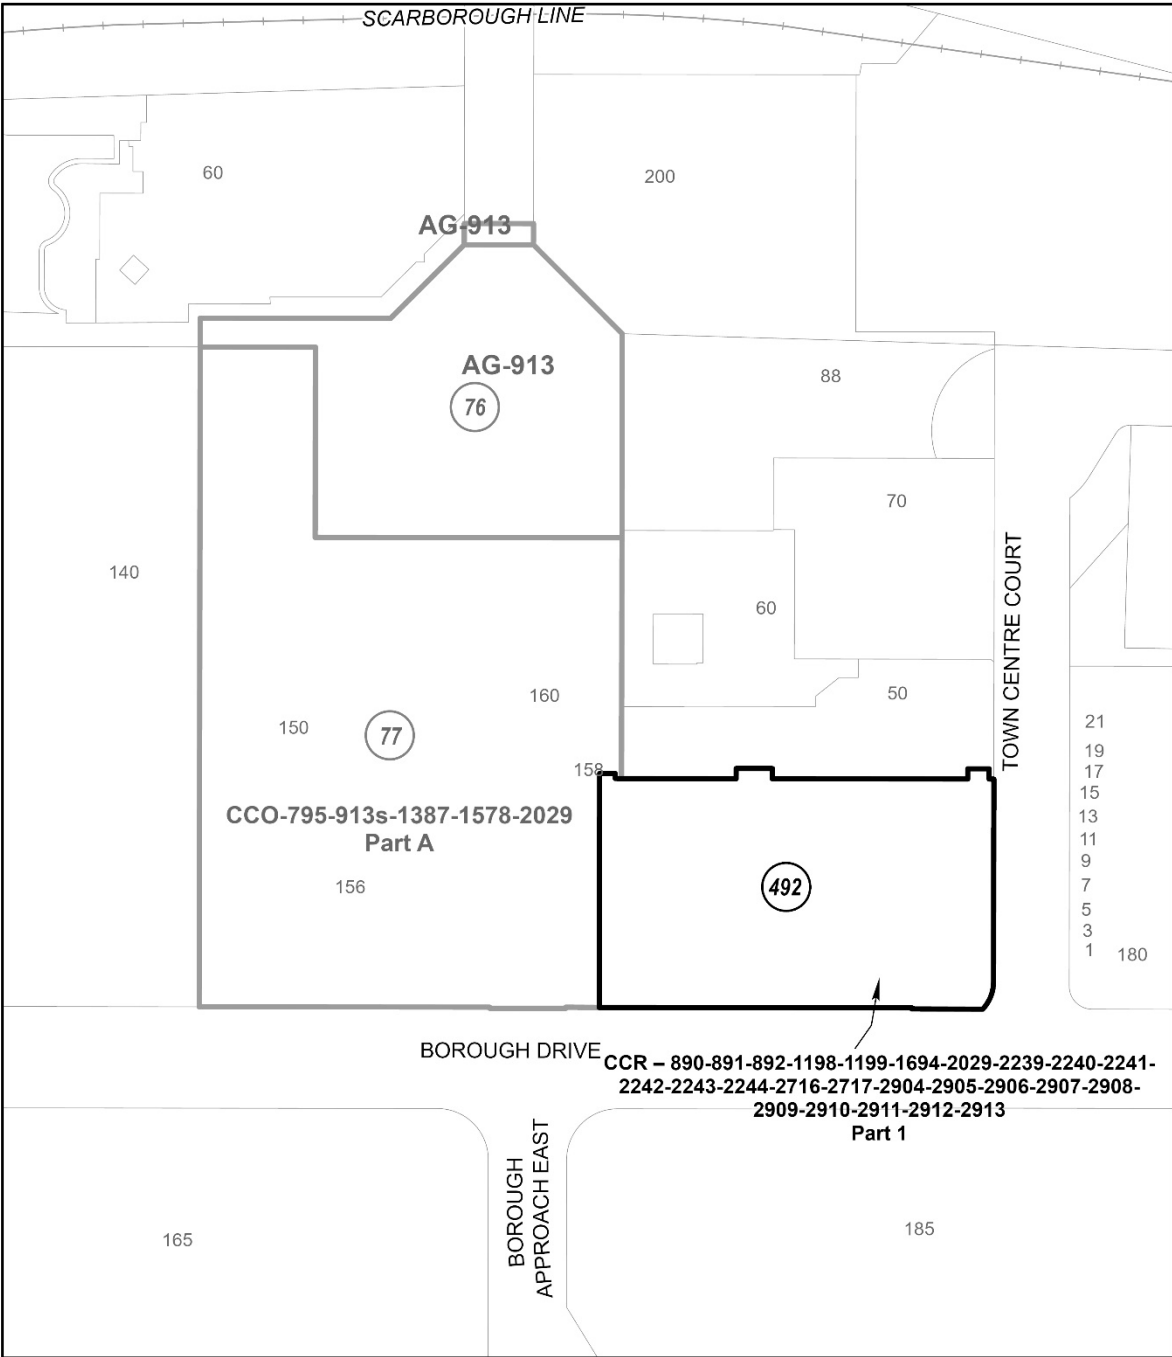 SCARBOROUGH LINE
60
200
AG-913
AG-913
76
88
70
140
60
TOWN CENTRE COURT
160
50
150
77
158
21
19
17
15
13
11
9
7
5
3
1
180
CCO-795-913s-1387-1578-2029
Part A
156
492
BOROUGH DRIVE
CCR – 890-891-892-1198-1199-1694-2029-2239-2240-2241-
2242-2243-2244-2716-2717-2904-2905-2906-2907-2908-
2909-2910-2911-2912-2913
Part 1
BOROUGH
APPROACH EAST
165
185